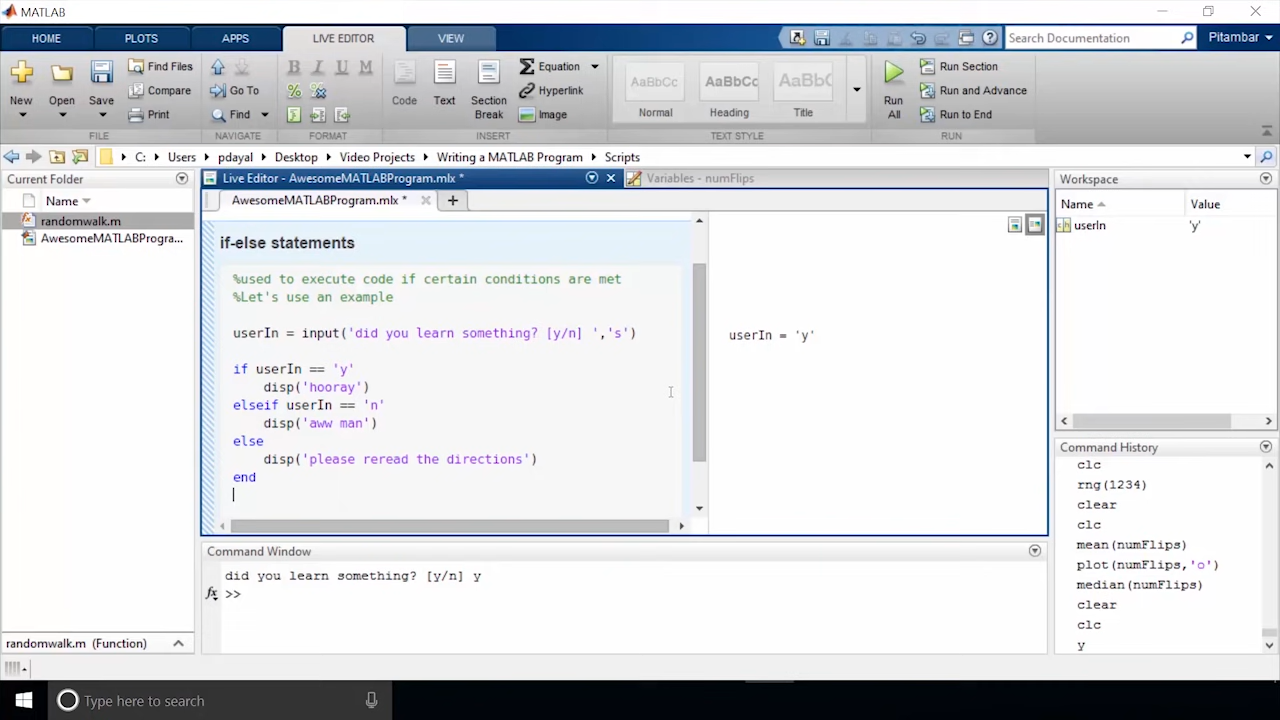 MATLAB
HOME PLOTS APPS LIVE EDITOR VIEW Search Documentation Pitambar
New Open Save Find Files Compare Print
FILE
Go To Find
NAVIGATE
B I U M
FORMAT
Code Text Section Break Equation Hyperlink Image
INSERT
AaBbCc AaBbCc AaBb
Normal Heading Title
TEXT STYLE
Run All Run Section Run and Advance Run to End
RUN
C: Users pdayal Desktop Video Projects Writing a MATLAB Program Scripts
Current Folder
Name
randomwalk.m
AwesomeMATLABProgra...
randomwalk.m (Function)
Live Editor - AwesomeMATLABProgram.mlx *
Variables - numFlips
AwesomeMATLABProgram.mlx *
if-else statements
%used to execute code if certain conditions are met
%Let's use an example
userIn = input('did you learn something? [y/n] ','s')
if userIn == 'y'
disp('hooray')
elseif userIn == 'n'
disp('aww man')
else
disp('please reread the directions')
end
userIn = 'y'
Command Window
did you learn something? [y/n] y
fx >>
Workspace
Name Value
userIn 'y'
Command History
clc
rng(1234)
clear
clc
mean(numFlips)
plot(numFlips,'o')
median(numFlips)
clear
clc
y
Type here to search